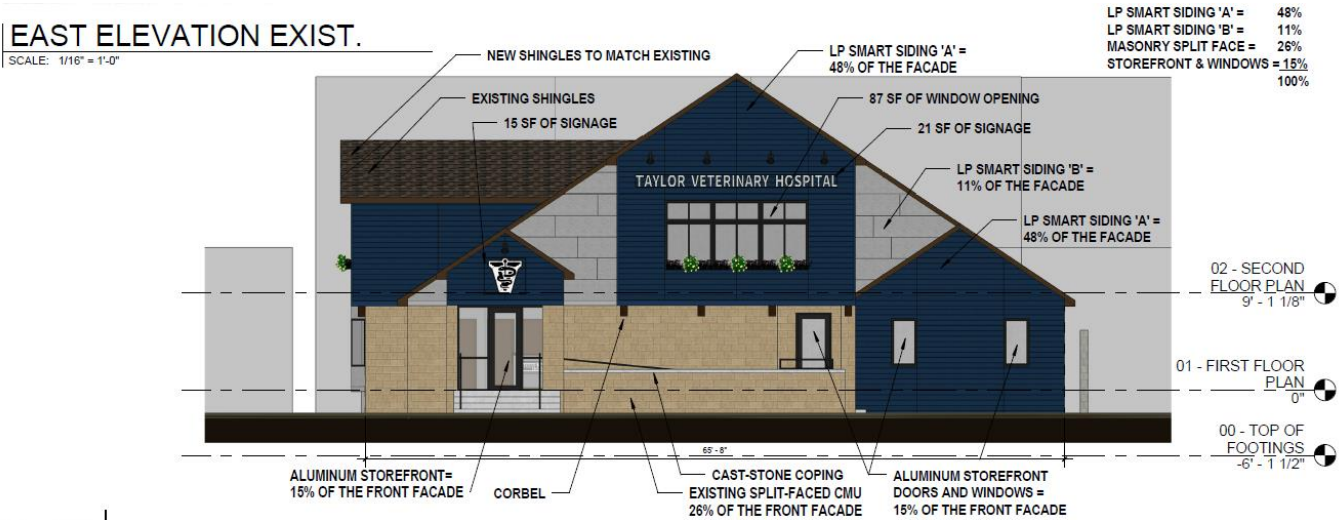 EAST ELEVATION EXIST.
SCALE: 1/16" = 1'-0"
LP SMART SIDING 'A' = 48%
LP SMART SIDING 'B' = 11%
MASONRY SPLIT FACE = 26%
STOREFRONT & WINDOWS = 15%
100%
NEW SHINGLES TO MATCH EXISTING
EXISTING SHINGLES
15 SF OF SIGNAGE
LP SMART SIDING 'A' =
48% OF THE FACADE
87 SF OF WINDOW OPENING
21 SF OF SIGNAGE
LP SMART SIDING 'B' =
11% OF THE FACADE
LP SMART SIDING 'A' =
48% OF THE FACADE
TAYLOR VETERINARY HOSPITAL
02 - SECOND
FLOOR PLAN
9' - 1 1/8"
01 - FIRST FLOOR
PLAN
0"
00 - TOP OF
FOOTINGS
-6' - 1 1/2"
65' - 8"
ALUMINUM STOREFRONT=
15% OF THE FRONT FACADE
CORBEL
CAST-STONE COPING
EXISTING SPLIT-FACED CMU
26% OF THE FRONT FACADE
ALUMINUM STOREFRONT
DOORS AND WINDOWS =
15% OF THE FRONT FACADE